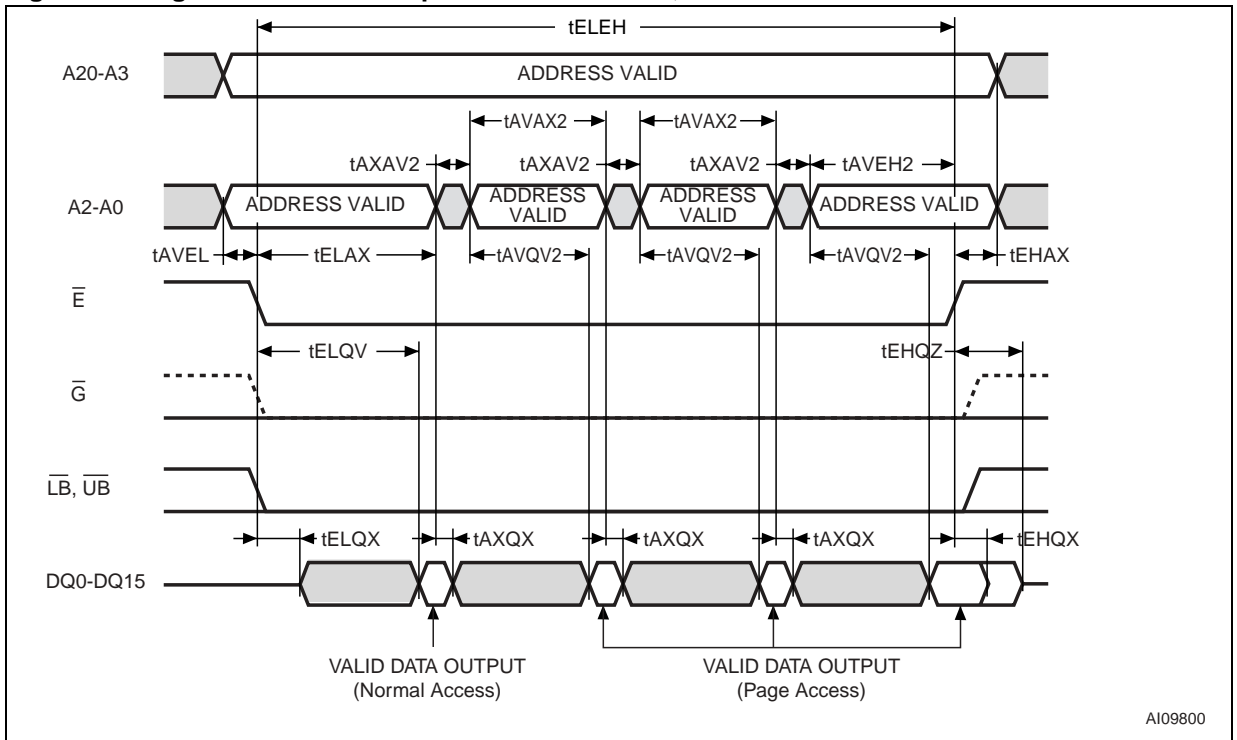 tELEH
A20-A3
ADDRESS VALID
tAVAX2
tAVAX2
tAXAV2
tAXAV2
tAXAV2
tAVEH2
A2-A0
ADDRESS VALID
ADDRESS
VALID
ADDRESS
VALID
ADDRESS VALID
tAVEL
tELAX
tAVQV2
tAVQV2
tAVQV2
tEHAX
E̅
tELQV
tEHQZ
G̅
L̅B̅, U̅B̅
tELQX
tAXQX
tAXQX
tAXQX
tEHQX
DQ0-DQ15
VALID DATA OUTPUT
(Normal Access)
VALID DATA OUTPUT
(Page Access)
AI09800